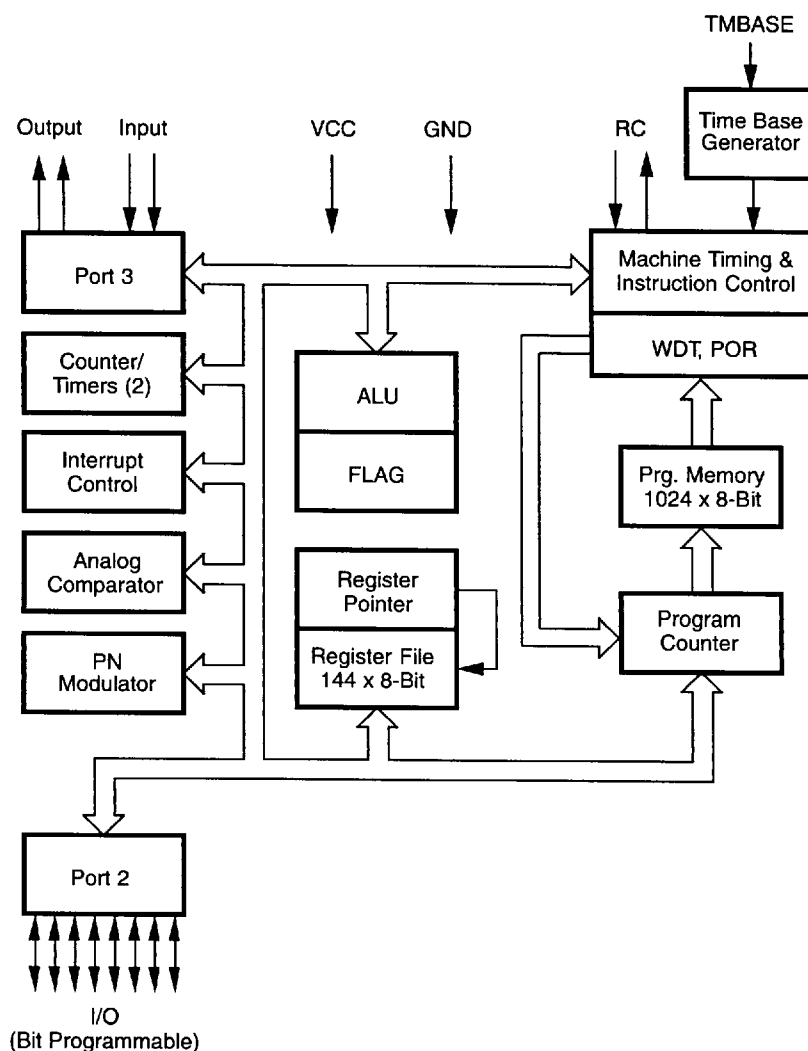 TMBASE
Time Base
Generator
Output
Input
VCC
GND
RC
Port 3
Machine Timing &
Instruction Control
WDT, POR
Counter/
Timers (2)
ALU
FLAG
Interrupt
Control
Prg. Memory
1024 x 8-Bit
Analog
Comparator
Register
Pointer
Program
Counter
PN
Modulator
Register File
144 x 8-Bit
Port 2
I/O
(Bit Programmable)